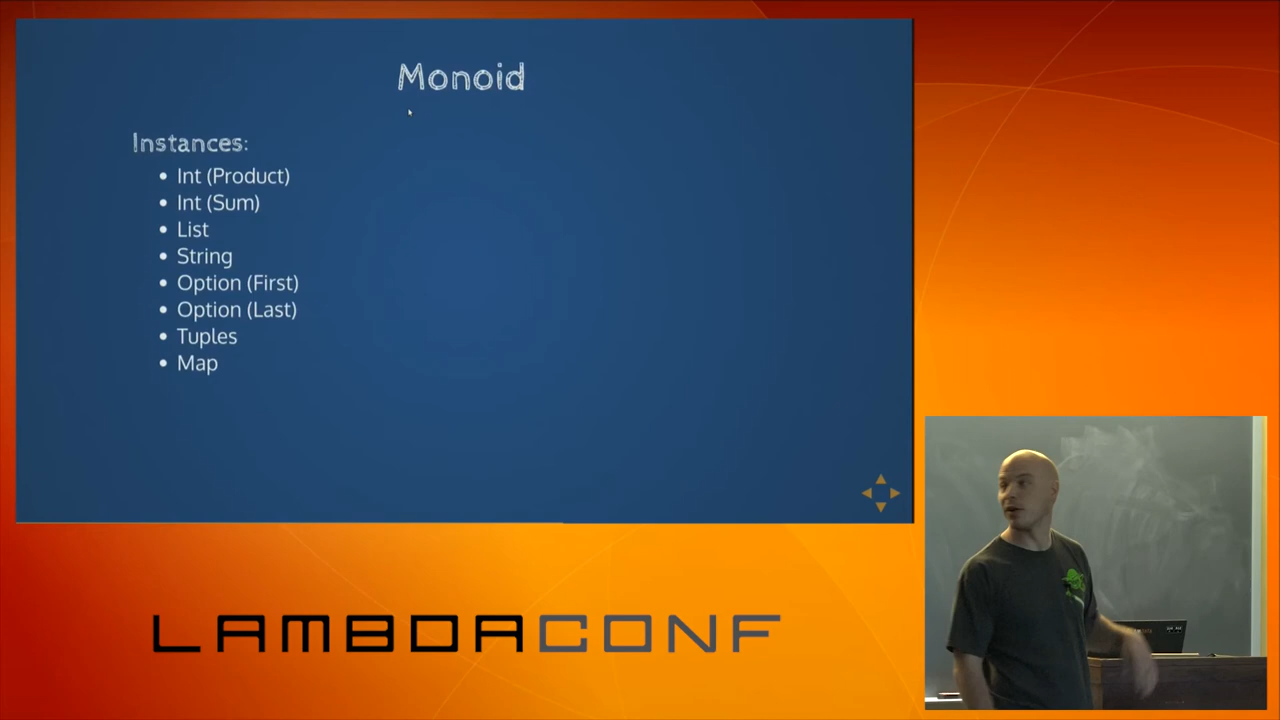 Monoid
Instances:
• Int (Product)
• Int (Sum)
• List
• String
• Option (First)
• Option (Last)
• Tuples
• Map
LAMBDACONF